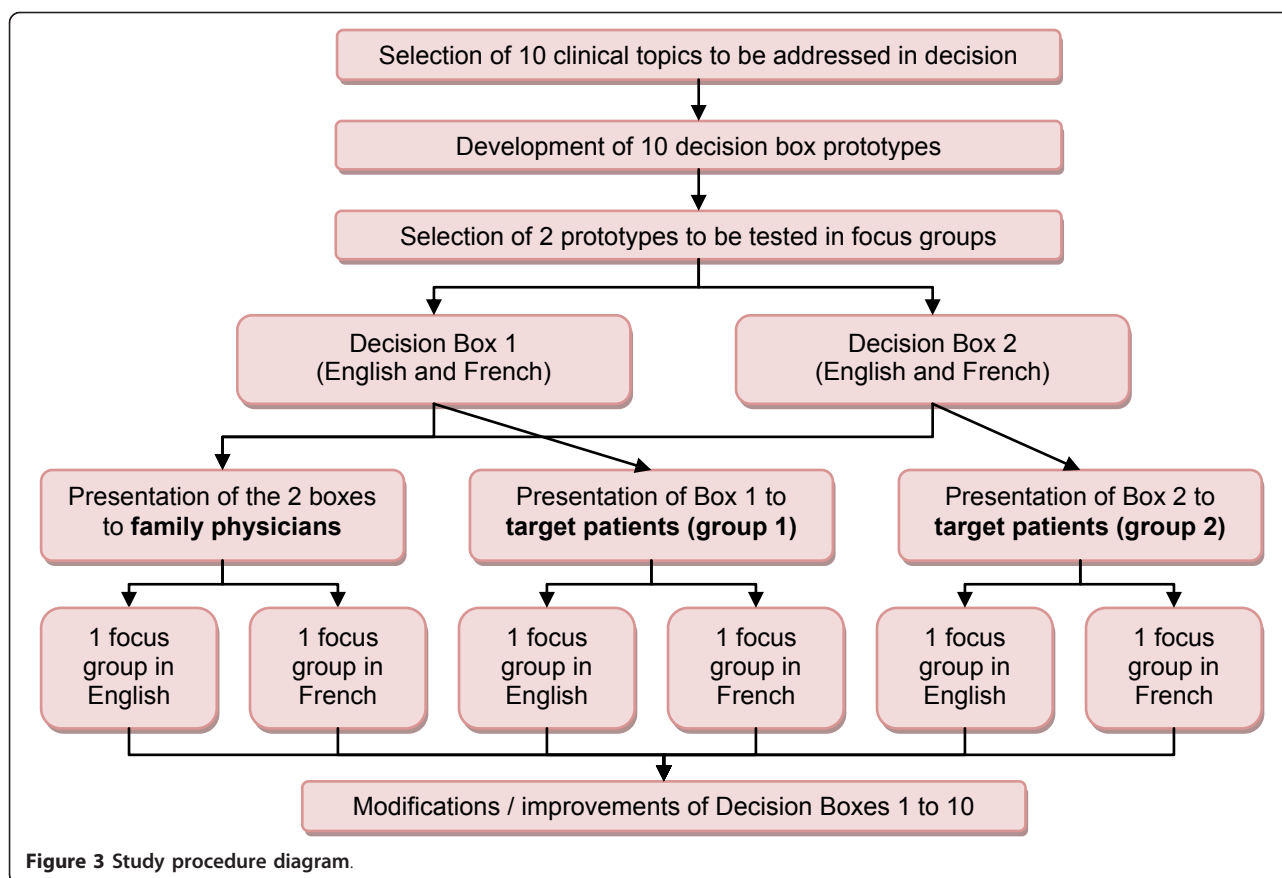 Selection of 10 clinical topics to be addressed in decision
Development of 10 decision box prototypes
Selection of 2 prototypes to be tested in focus groups
Decision Box 1
(English and French)
Decision Box 2
(English and French)
Presentation of the 2 boxes
to family physicians
Presentation of Box 1 to
target patients (group 1)
Presentation of Box 2 to
target patients (group 2)
1 focus
group in
English
1 focus
group in
French
1 focus
group in
English
1 focus
group in
French
1 focus
group in
English
1 focus
group in
French
Modifications / improvements of Decision Boxes 1 to 10
Figure 3 Study procedure diagram.